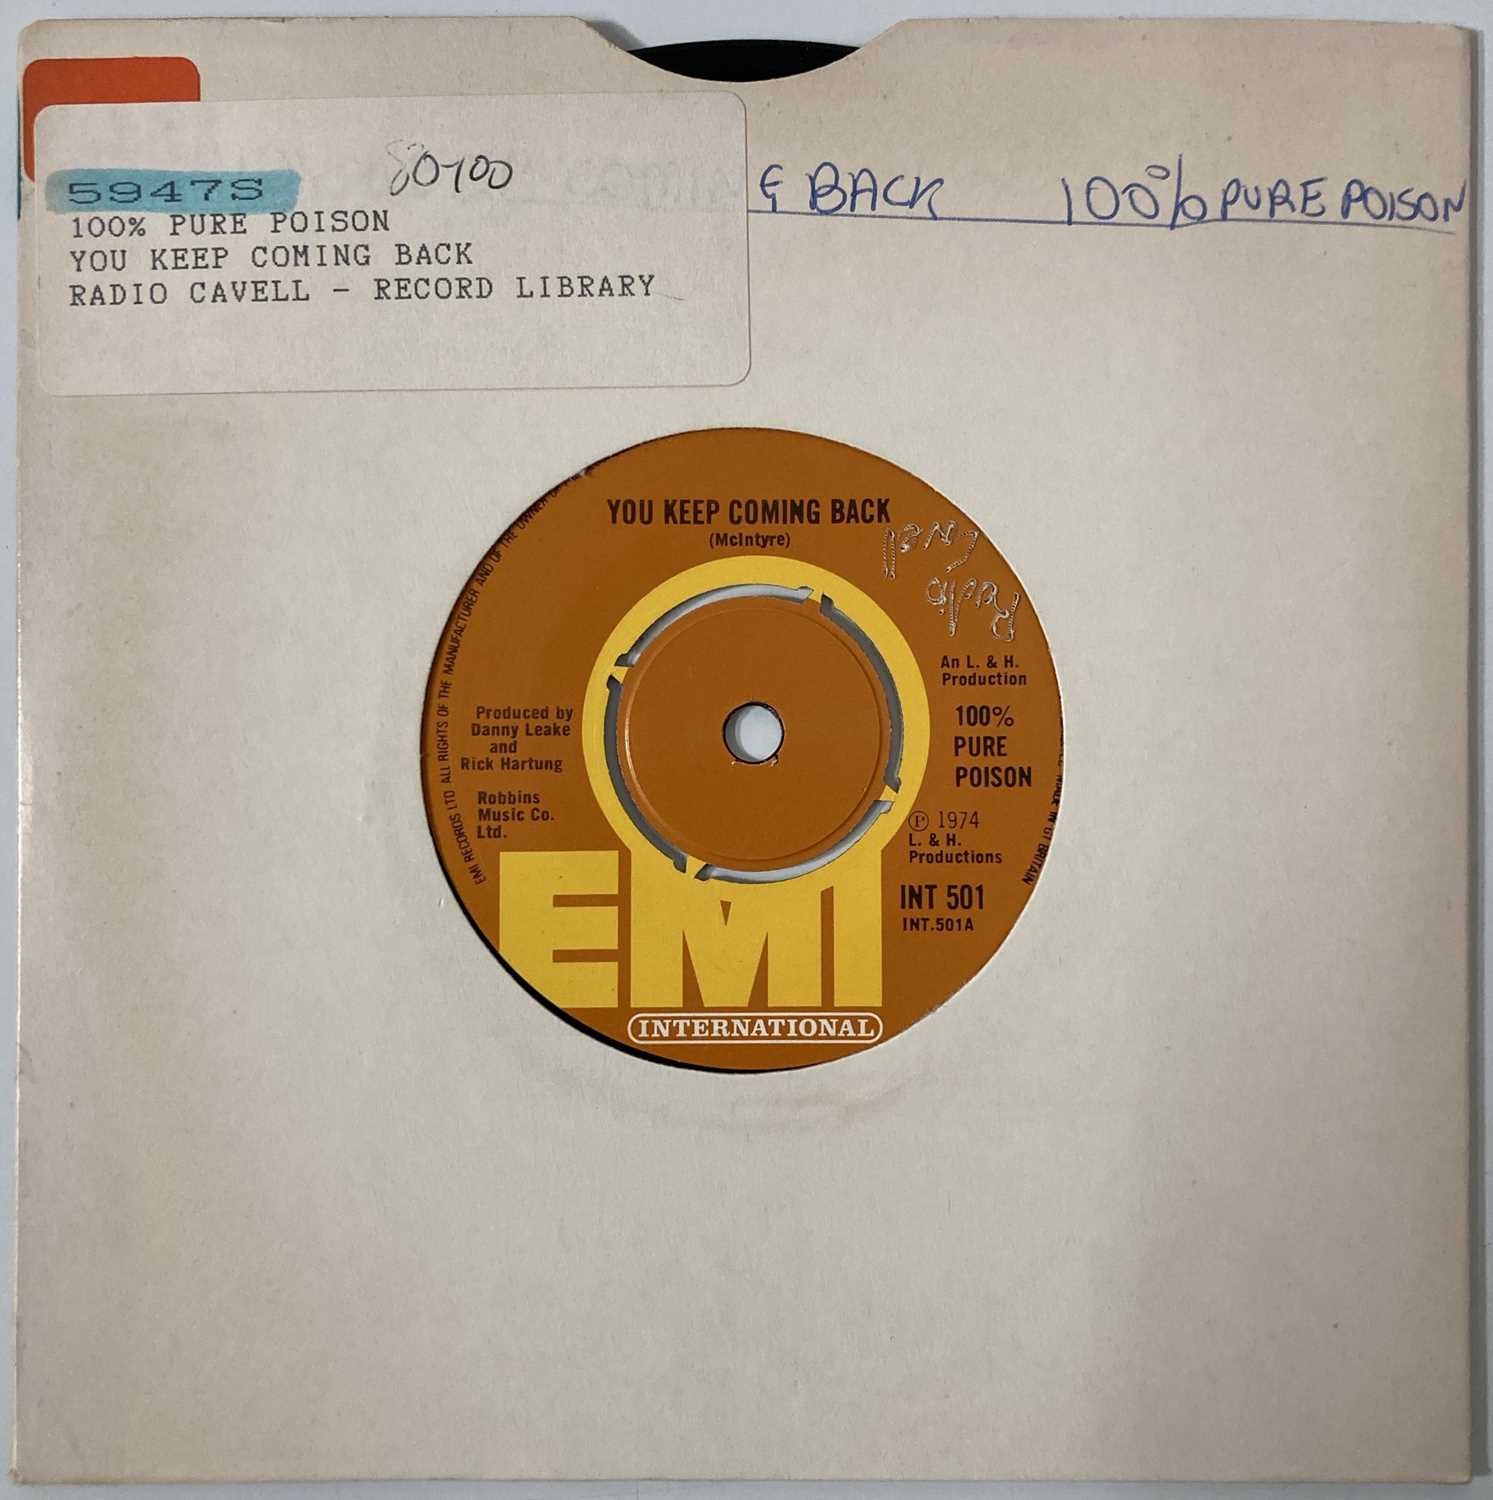 5947S
80700
100% PURE POISON
YOU KEEP COMING BACK
RADIO CAVELL - RECORD LIBRARY
G BACK 100% PURE POISON
YOU KEEP COMING BACK
(McIntyre)
Radio
An L. & H.
Production
Produced by
Danny Leake
and
Rick Hartung
100%
PURE
POISON
Robbins
Music Co.
Ltd.
Ⓟ 1974
L. & H.
Productions
INT 501
INT.501A
EMI
INTERNATIONAL
EMI RECORDS LTD ALL RIGHTS OF THE MANUFACTURER AND OF THE OWNER OF
MADE IN GT BRITAIN